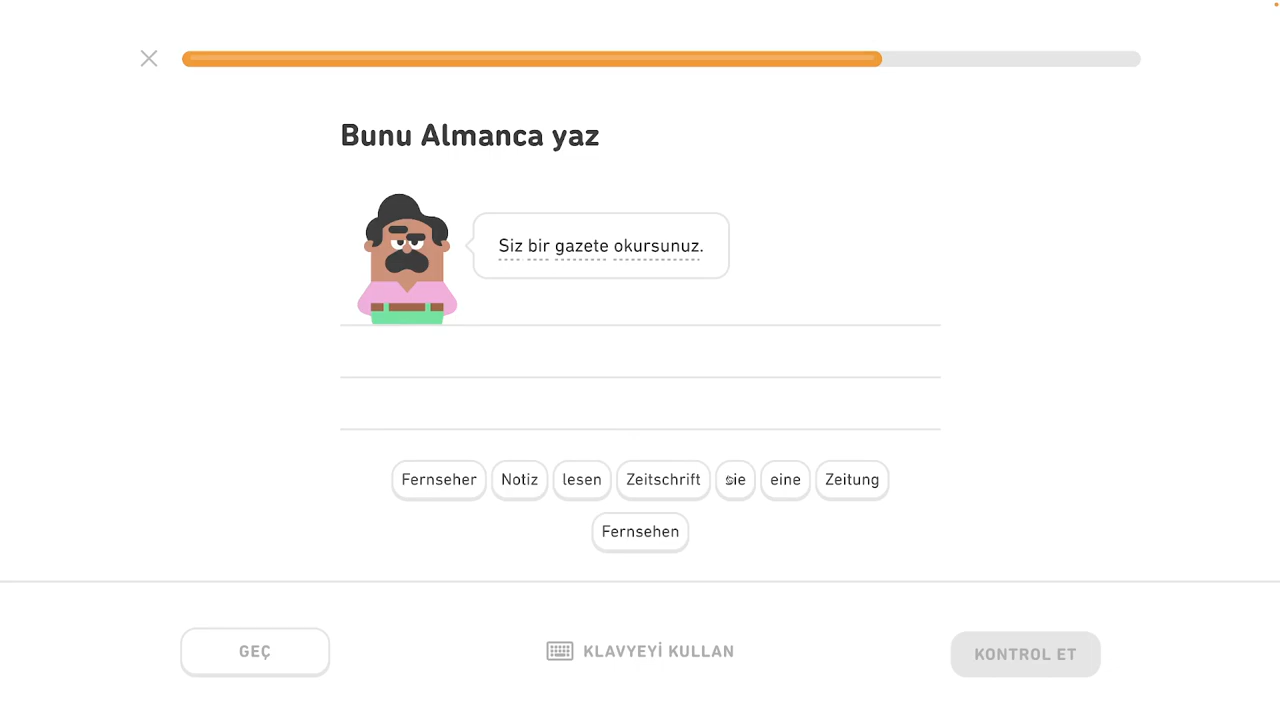 Bunu Almanca yaz
Siz bir gazete okursunuz.
Fernseher Notiz lesen Zeitschrift sie eine Zeitung
Fernsehen
GEÇ KLAVYEYİ KULLAN KONTROL ET